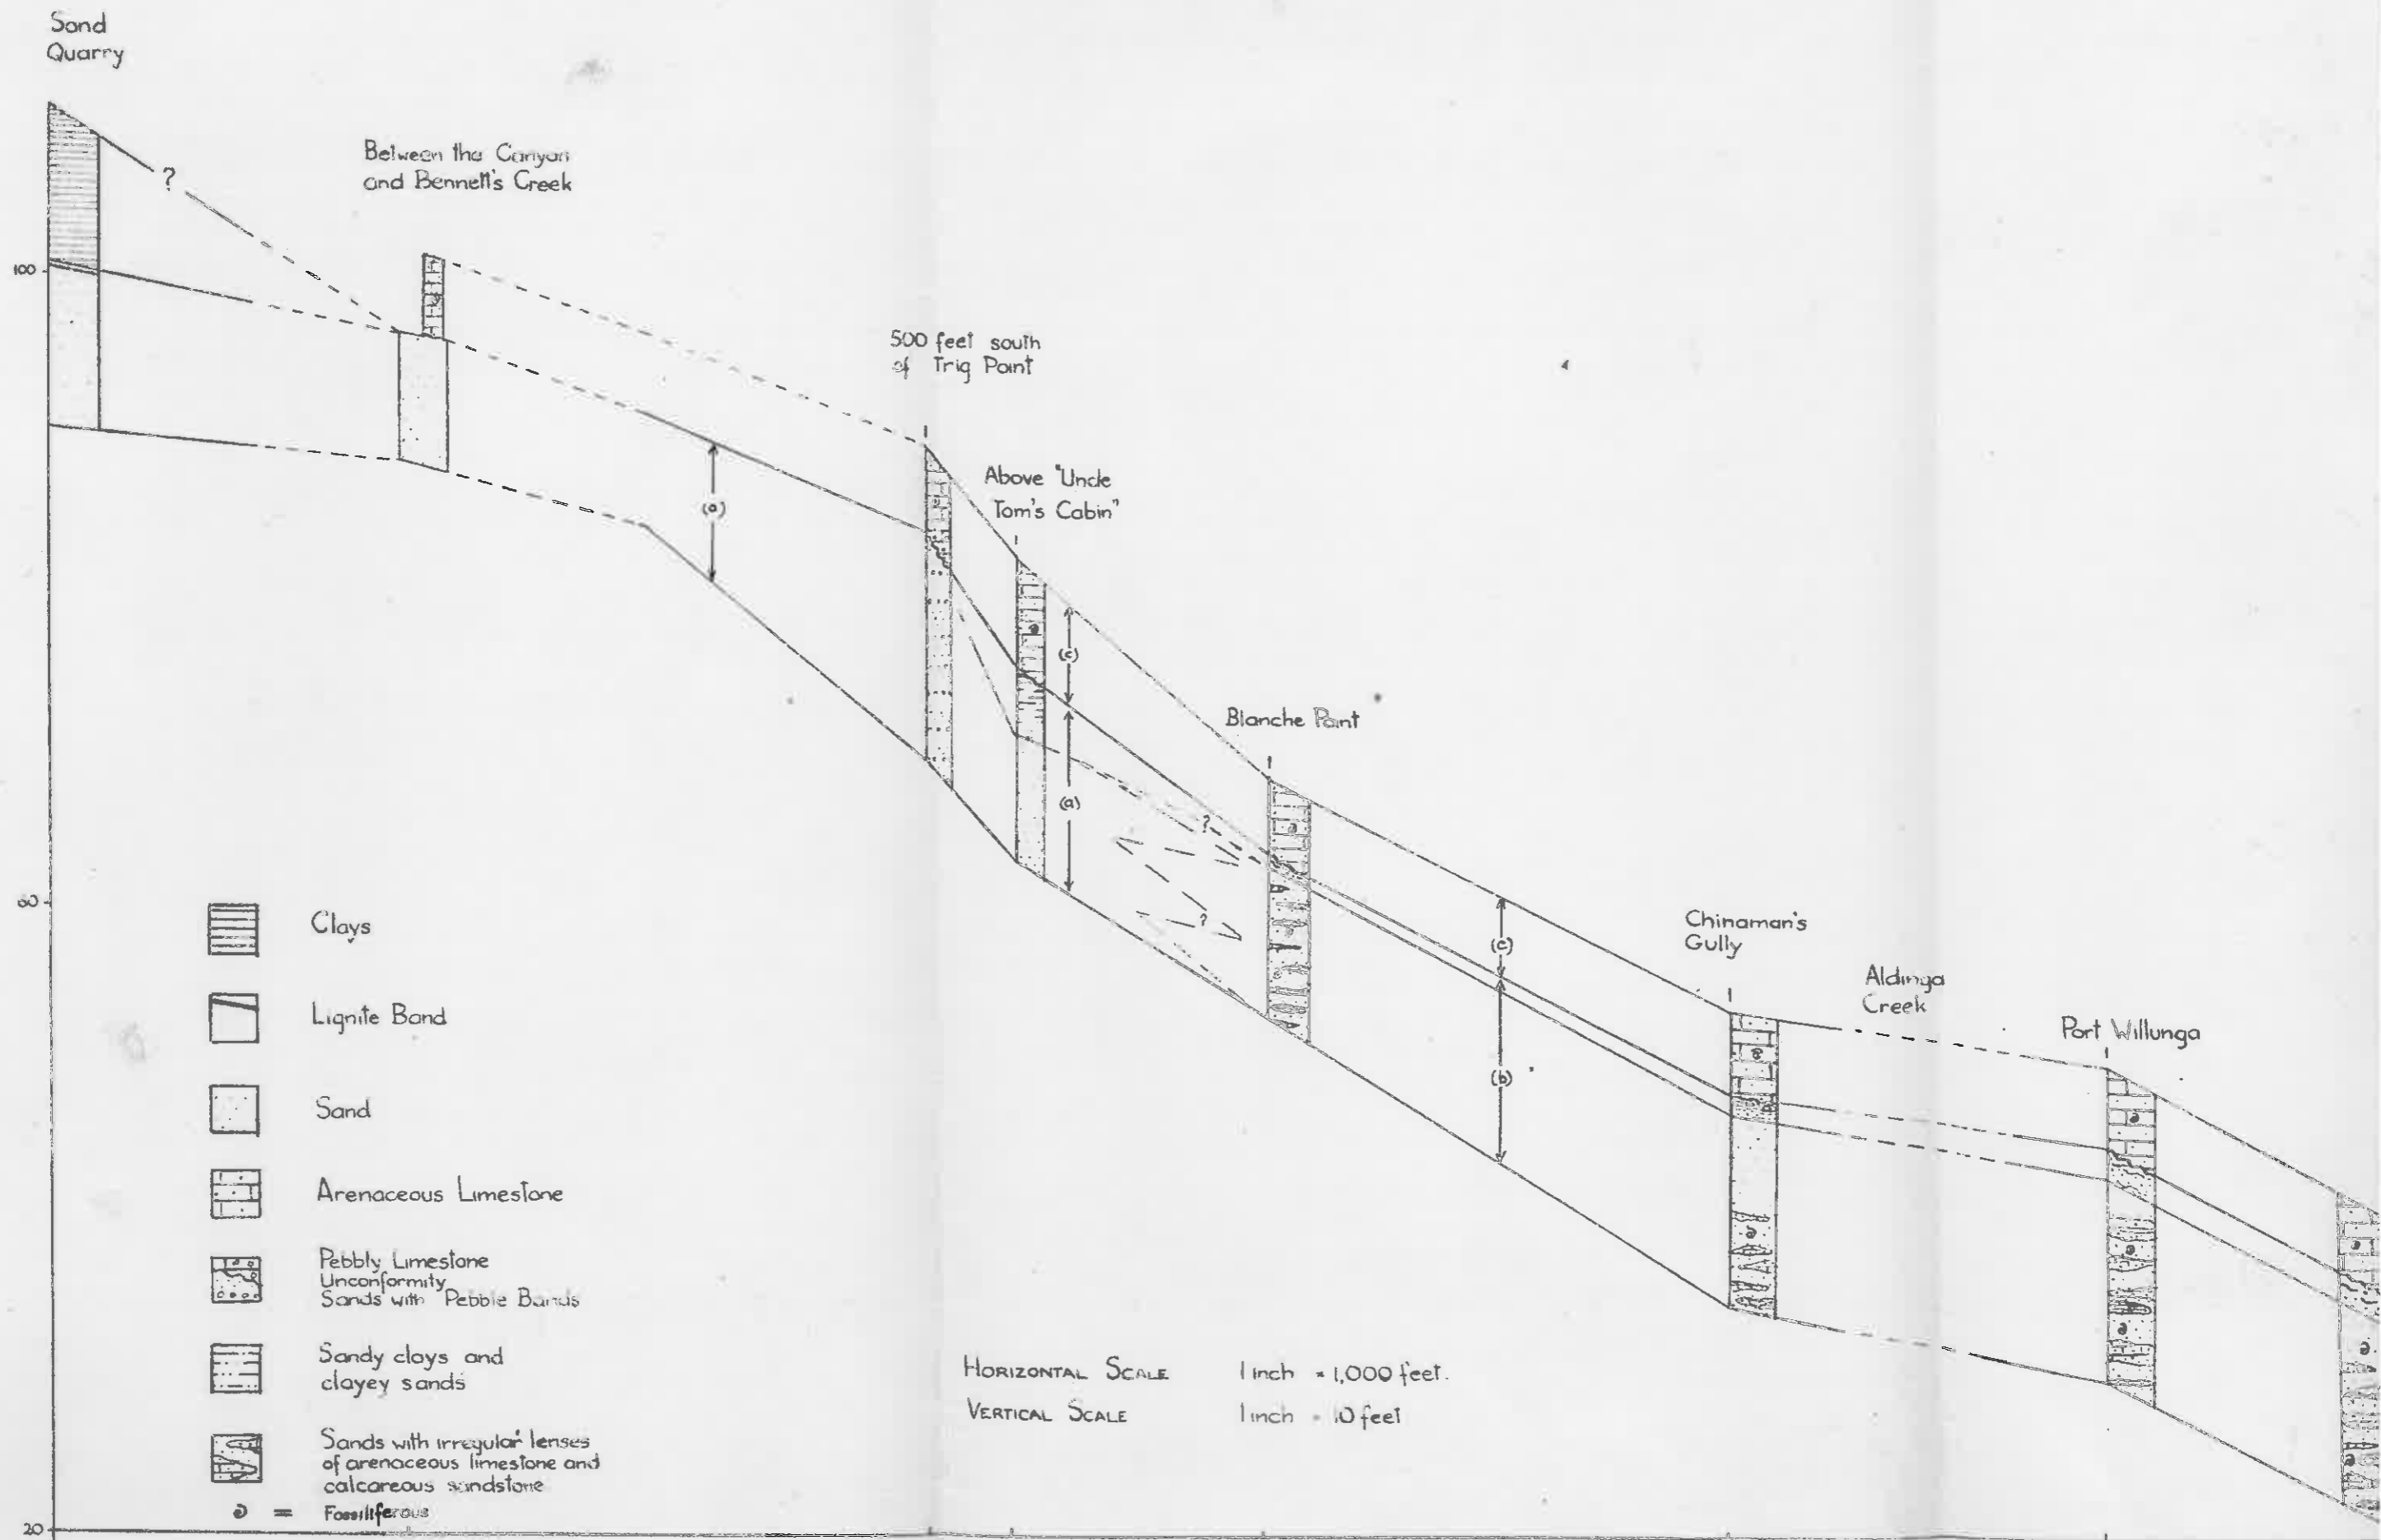 Sand
Quarry
Between the Canyon
and Bennett's Creek
?
100
500 feet south
of Trig Point
Above "Uncle
Tom's Cabin"
(a)
(c)
(a)
Blanche Point
?
?
60
(c)
(b)
Chinaman's
Gully
Aldinga
Creek
Port Willunga
Clays
Lignite Band
Sand
Arenaceous Limestone
Pebbly Limestone
Unconformity
Sands with Pebble Bands
Sandy clays and
clayey sands
Sands with irregular lenses
of arenaceous limestone and
calcareous sandstone
= Fossiliferous
HORIZONTAL SCALE 1 inch = 1,000 feet.
VERTICAL SCALE 1 inch = 10 feet
20